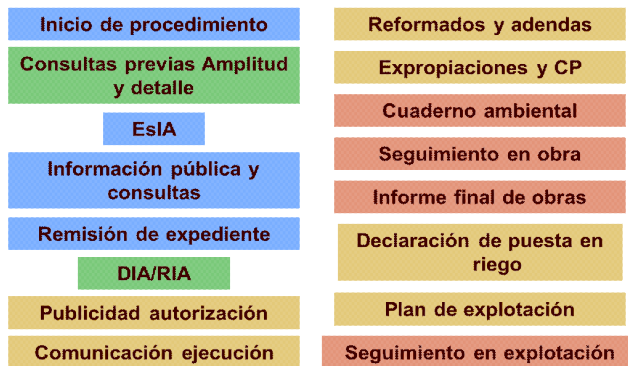 Inicio de procedimiento
Consultas previas Amplitud
y detalle
EsIA
Información pública y
consultas
Remisión de expediente
DIA/RIA
Publicidad autorización
Comunicación ejecución
Reformados y adendas
Expropiaciones y CP
Cuaderno ambiental
Seguimiento en obra
Informe final de obras
Declaración de puesta en
riego
Plan de explotación
Seguimiento en explotación